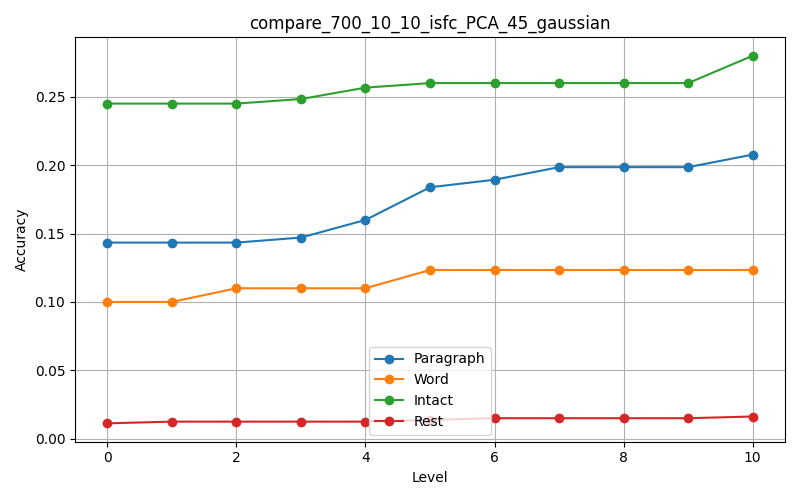 compare_700_10_10_isfc_PCA_45_gaussian
Accuracy
0.25
0.20
0.15
0.10
0.05
0.00
Paragraph
Word
Intact
Rest
0 2 4 6 8 10
Level